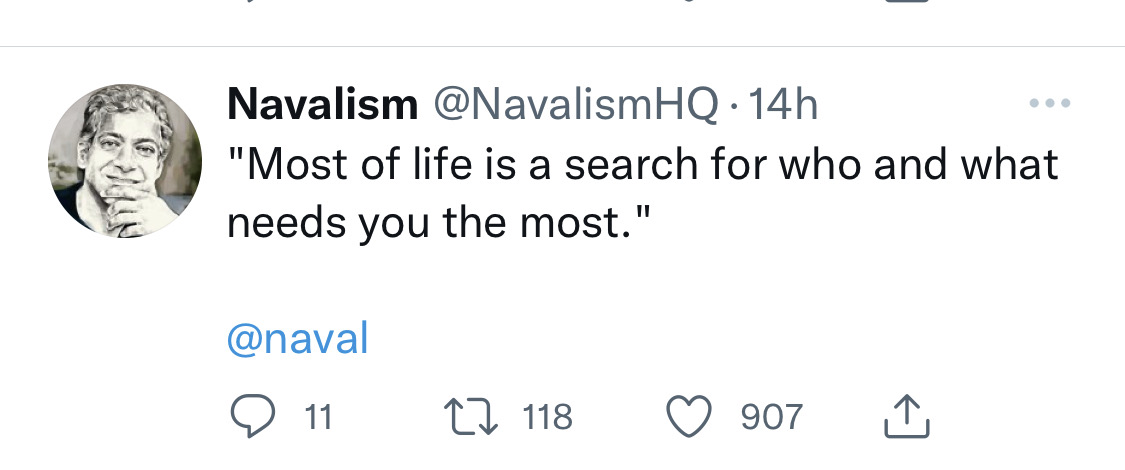 Navalism @NavalismHQ · 14h
"Most of life is a search for who and what
needs you the most."
@naval
11 118 907